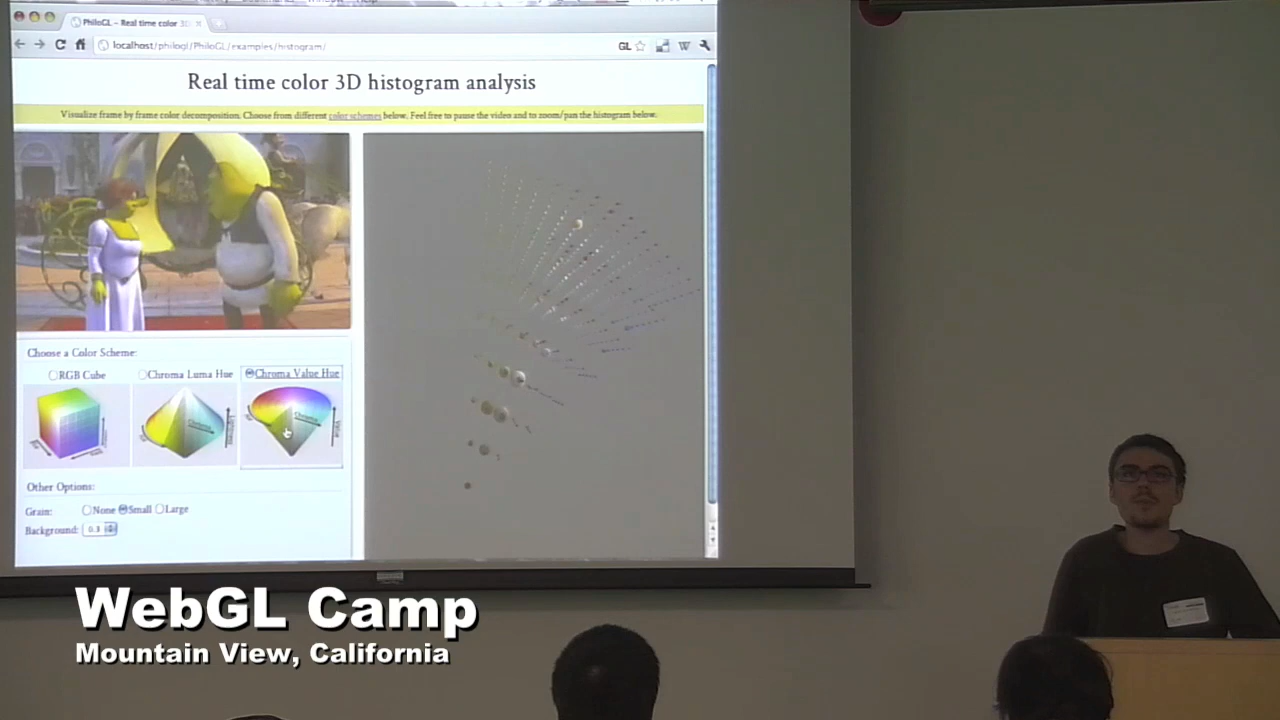 PhiloGL - Real time color 3D
localhost/philogl/PhiloGL/examples/histogram/
GL
W
Real time color 3D histogram analysis
Visualize frame by frame color decomposition. Choose from different color schemes below. Feel free to pause the video and to zoom/pan the histogram below.
Choose a Color Scheme:
RGB Cube
Chroma Luma Hue
Chroma Value Hue
Other Options:
Grain: None Small Large
Background: 0.3
WebGL Camp
Mountain View, California